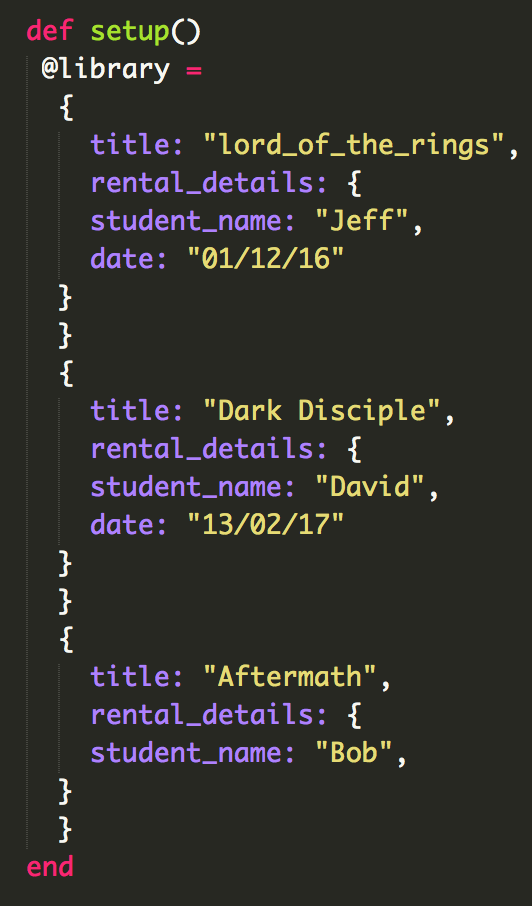 def setup()
@library =
{
title: "lord_of_the_rings",
rental_details: {
student_name: "Jeff",
date: "01/12/16"
}
}
{
title: "Dark Disciple",
rental_details: {
student_name: "David",
date: "13/02/17"
}
}
{
title: "Aftermath",
rental_details: {
student_name: "Bob",
}
}
end